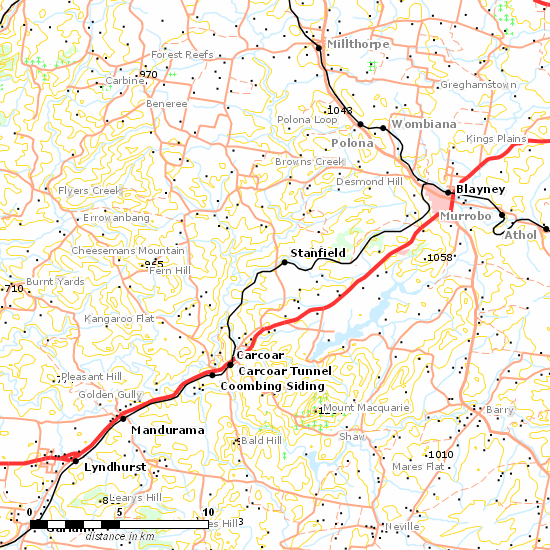 Millthorpe
Forest Reefs
970
Carbine
Greghamstown
Beneree
.1043
Polona Loop
Wombiana
Polona
Kings Plains
Browns Creek
Desmond Hill
Flyers Creek
Blayney
Errowanbang
Murrobo
Athol
Cheesemans Mountain
Stanfield
.1058
Fern Hill
Burnt Yards
710
Kangaroo Flat
Carcoar
Carcoar Tunnel
Pleasant Hill
Coombing Siding
Golden Gully
Mount Macquarie
Barry
Mandurama
Shaw
Bald Hill
.1010
Lyndhurst
Mares Flat
Learys Hill
0 5 10
distance in km
Neville